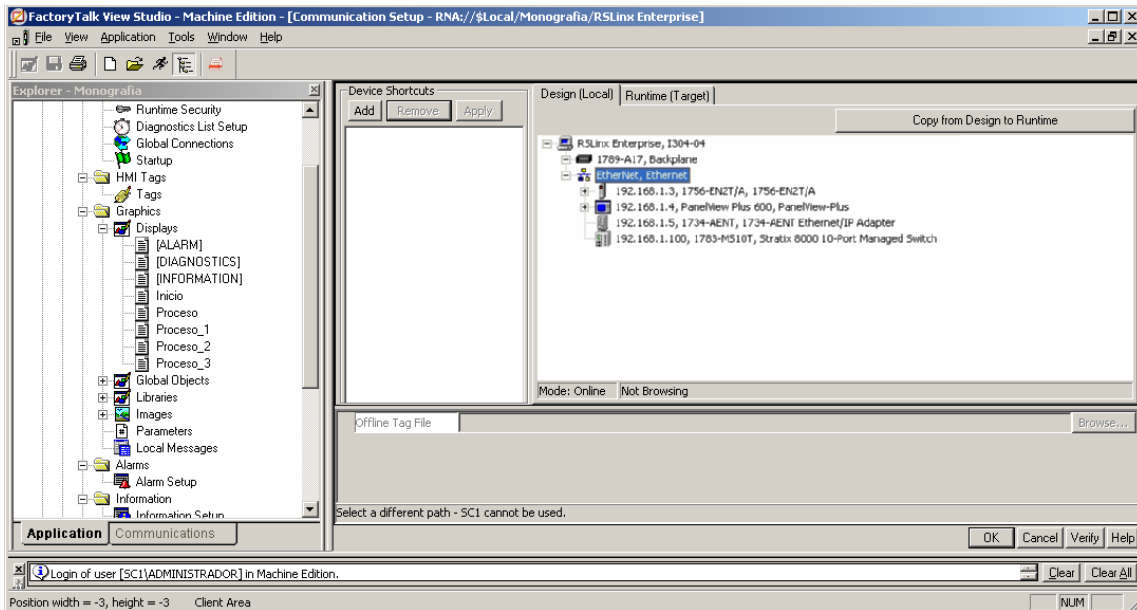 FactoryTalk View Studio - Machine Edition - [Communication Setup - RNA://$Local/Monografia/RSLinx Enterprise]
File View Application Tools Window Help
Explorer - Monografia
Runtime Security
Diagnostics List Setup
Global Connections
Startup
HMI Tags
Tags
Graphics
Displays
[ALARM]
[DIAGNOSTICS]
[INFORMATION]
Inicio
Proceso
Proceso_1
Proceso_2
Proceso_3
Global Objects
Libraries
Images
Parameters
Local Messages
Alarms
Alarm Setup
Information
Information Setup
Application Communications
Device Shortcuts
Add Remove Apply
Design (Local) Runtime (Target)
Copy from Design to Runtime
RSLinx Enterprise, I304-04
1789-A17, Backplane
EtherNet, Ethernet
192.168.1.3, 1756-EN2T/A, 1756-EN2T/A
192.168.1.4, PanelView Plus 600, PanelView-Plus
192.168.1.5, 1734-AENT, 1734-AENT Ethernet/IP Adapter
192.168.1.100, 1783-MS10T, Stratix 8000 10-Port Managed Switch
Mode: Online Not Browsing
Offline Tag File Browse...
Select a different path - SC1 cannot be used.
OK Cancel Verify Help
Login of user [SC1\ADMINISTRADOR] in Machine Edition.
Clear Clear All
Position width = -3, height = -3 Client Area NUM